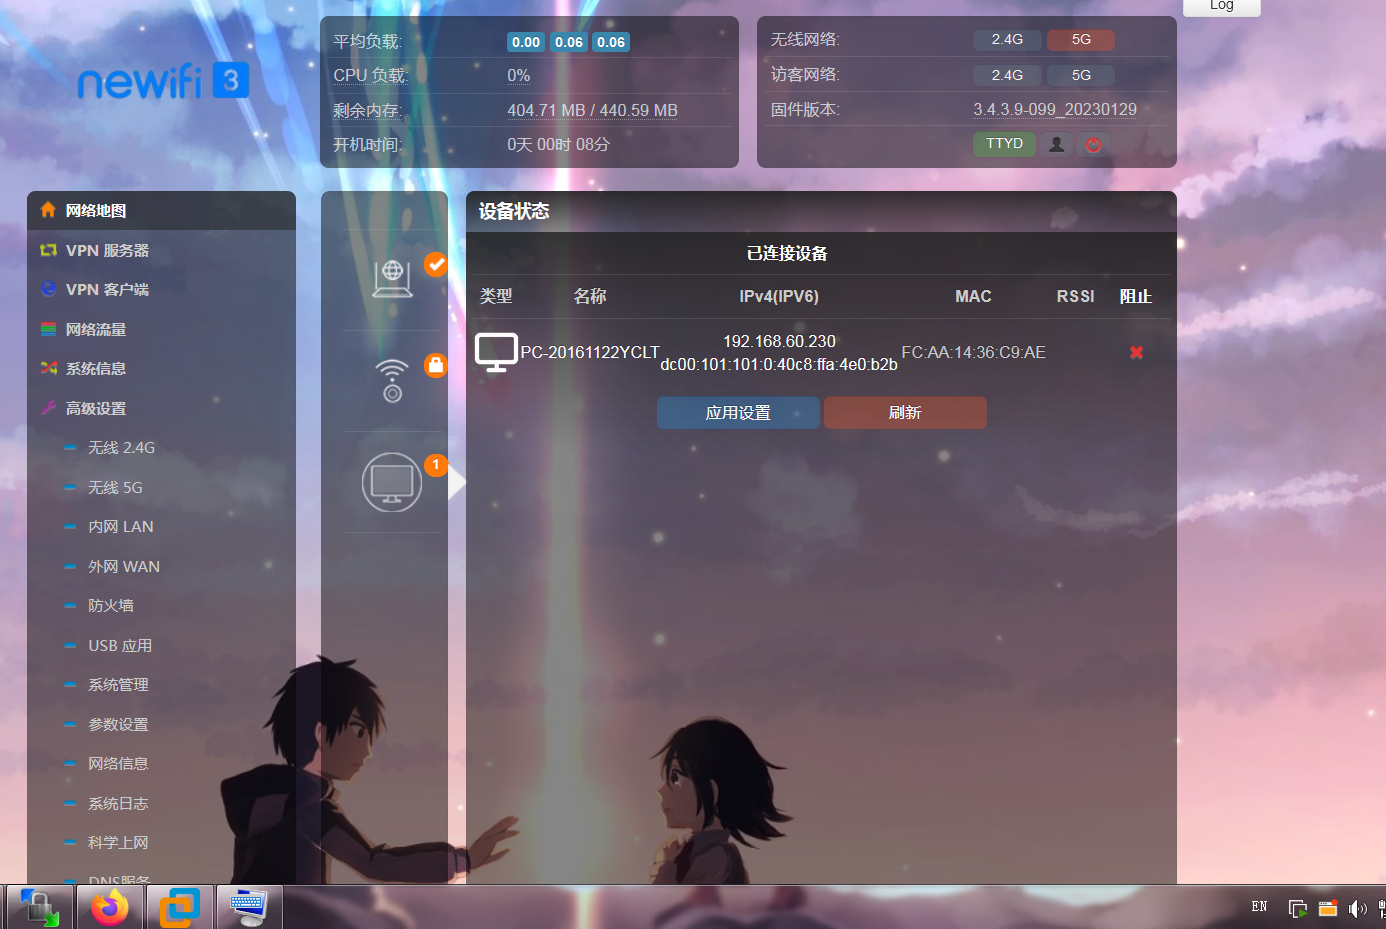 Log
newifi 3
平均负载: 0.00 0.06 0.06
CPU 负载: 0%
剩余内存: 404.71 MB / 440.59 MB
开机时间: 0天 00时 08分
无线网络: 2.4G 5G
访客网络: 2.4G 5G
固件版本: 3.4.3.9-099_20230129
TTYD
网络地图
VPN 服务器
VPN 客户端
网络流量
系统信息
高级设置
无线 2.4G
无线 5G
内网 LAN
外网 WAN
防火墙
USB 应用
系统管理
参数设置
网络信息
系统日志
科学上网
DNS服务
1
设备状态
已连接设备
类型 名称 IPv4(IPV6) MAC RSSI 阻止
PC-20161122YCLT 192.168.60.230 FC:AA:14:36:C9:AE
dc00:101:101:0:40c8:ffa:4e0:b2b
应用设置 刷新
EN